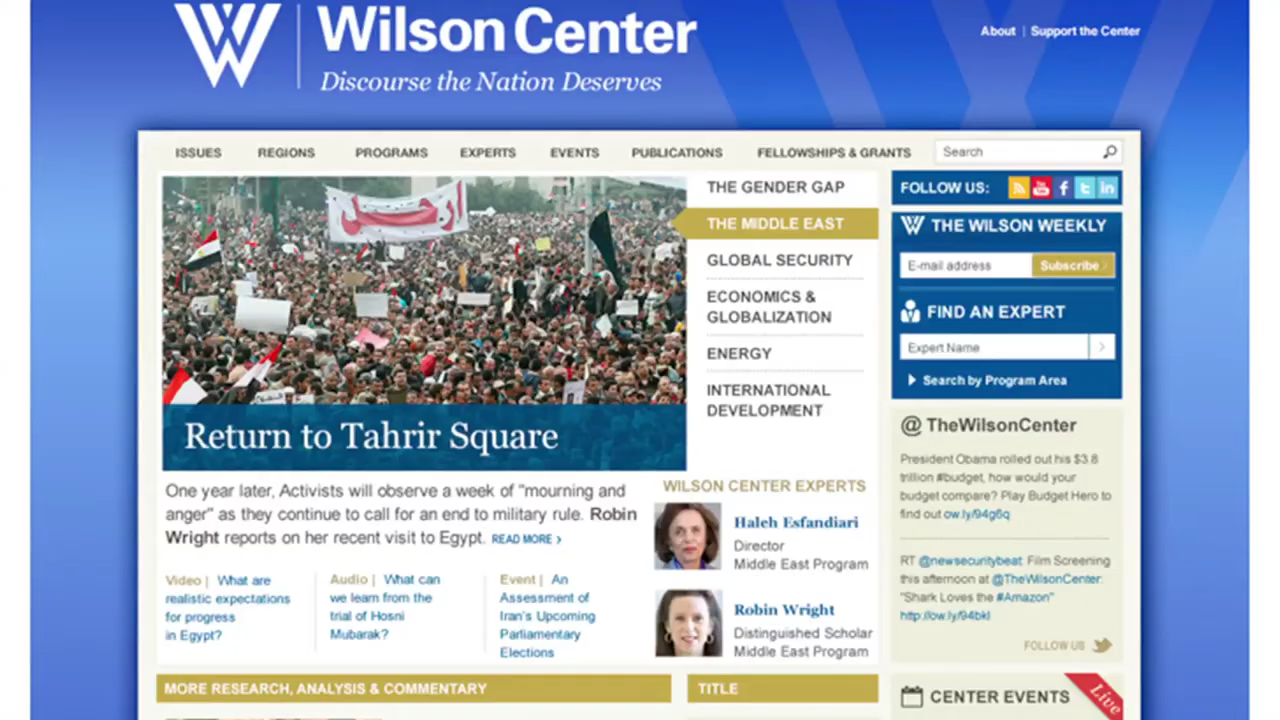 Wilson Center
Discourse the Nation Deserves
About | Support the Center
ISSUES REGIONS PROGRAMS EXPERTS EVENTS PUBLICATIONS FELLOWSHIPS & GRANTS Search
ارحل
Return to Tahrir Square
THE GENDER GAP
THE MIDDLE EAST
GLOBAL SECURITY
ECONOMICS &
GLOBALIZATION
ENERGY
INTERNATIONAL
DEVELOPMENT
One year later, Activists will observe a week of "mourning and
anger" as they continue to call for an end to military rule. Robin
Wright reports on her recent visit to Egypt. READ MORE >
Video | What are
realistic expectations
for progress
in Egypt?
Audio | What can
we learn from the
trial of Hosni
Mubarak?
Event | An
Assessment of
Iran's Upcoming
Parliamentary
Elections
WILSON CENTER EXPERTS
Haleh Esfandiari
Director
Middle East Program
Robin Wright
Distinguished Scholar
Middle East Program
FOLLOW US:
THE WILSON WEEKLY
E-mail address Subscribe
FIND AN EXPERT
Expert Name
Search by Program Area
@ TheWilsonCenter
President Obama rolled out his $3.8
trillion #budget, how would your
budget compare? Play Budget Hero to
find out ow.ly/94g6q
RT @newsecuritybeat: Film Screening
this afternoon at @TheWilsonCenter:
"Shark Loves the #Amazon"
http://ow.ly/94bkl
FOLLOW US
MORE RESEARCH, ANALYSIS & COMMENTARY
TITLE
CENTER EVENTS
Live